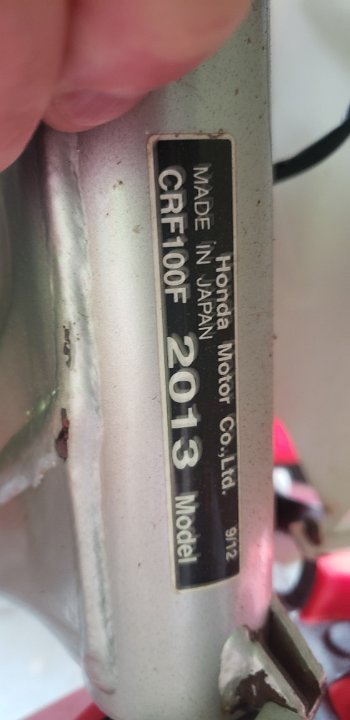 Honda Motor Co.,Ltd. 9/12
MADE IN JAPAN
CRF100F 2013 Model